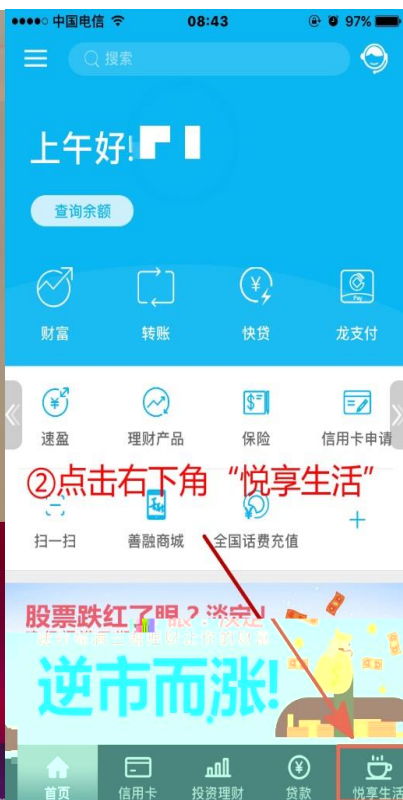 中国电信 08:43 97%
搜索
上午好!
查询余额
财富 转账 快贷 龙支付
速盈 理财产品 保险 信用卡申请
②点击右下角“悦享生活”
扫一扫 善融商城 全国话费充值
股票跌红了眼?淡定!
逆市而涨!
首页 信用卡 投资理财 贷款 悦享生活